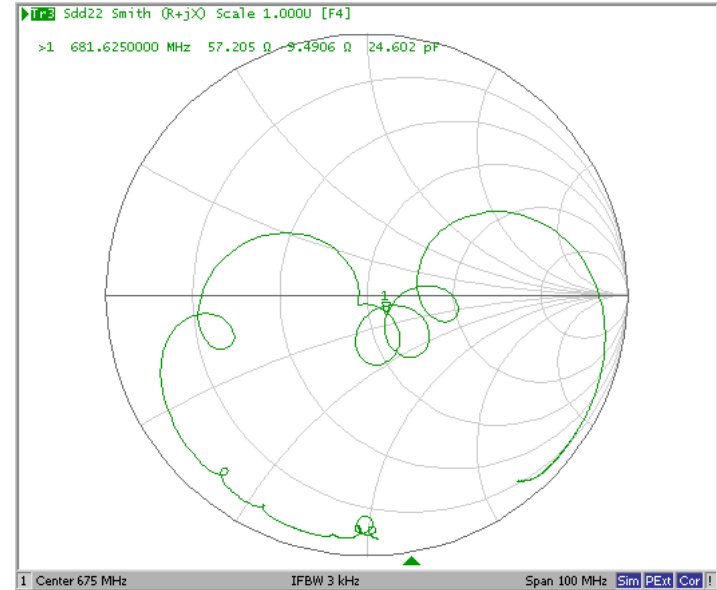 Tr3 Sdd22 Smith (R+jX) Scale 1.000U [F4]
>1 681.6250000 MHz 57.205 Ω -9.4906 Ω 24.602 pF
1
1 Center 675 MHz IFBW 3 kHz Span 100 MHz Sim PExt Cor !